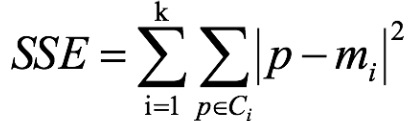 SSE = ∑_{i=1}^{k} ∑_{p∈C_i} |p − m_i|^2